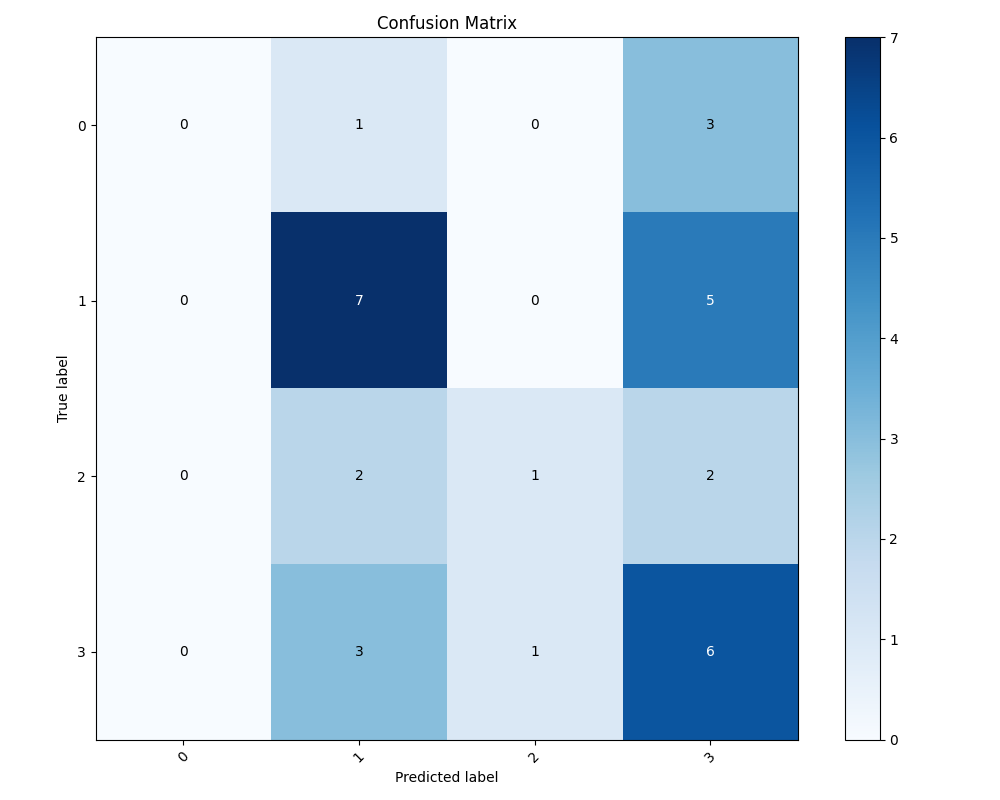 Confusion Matrix
0 0 1 0 3
1 0 7 0 5
2 0 2 1 2
3 0 3 1 6
0 1 2 3
True label
Predicted label
7
6
5
4
3
2
1
0